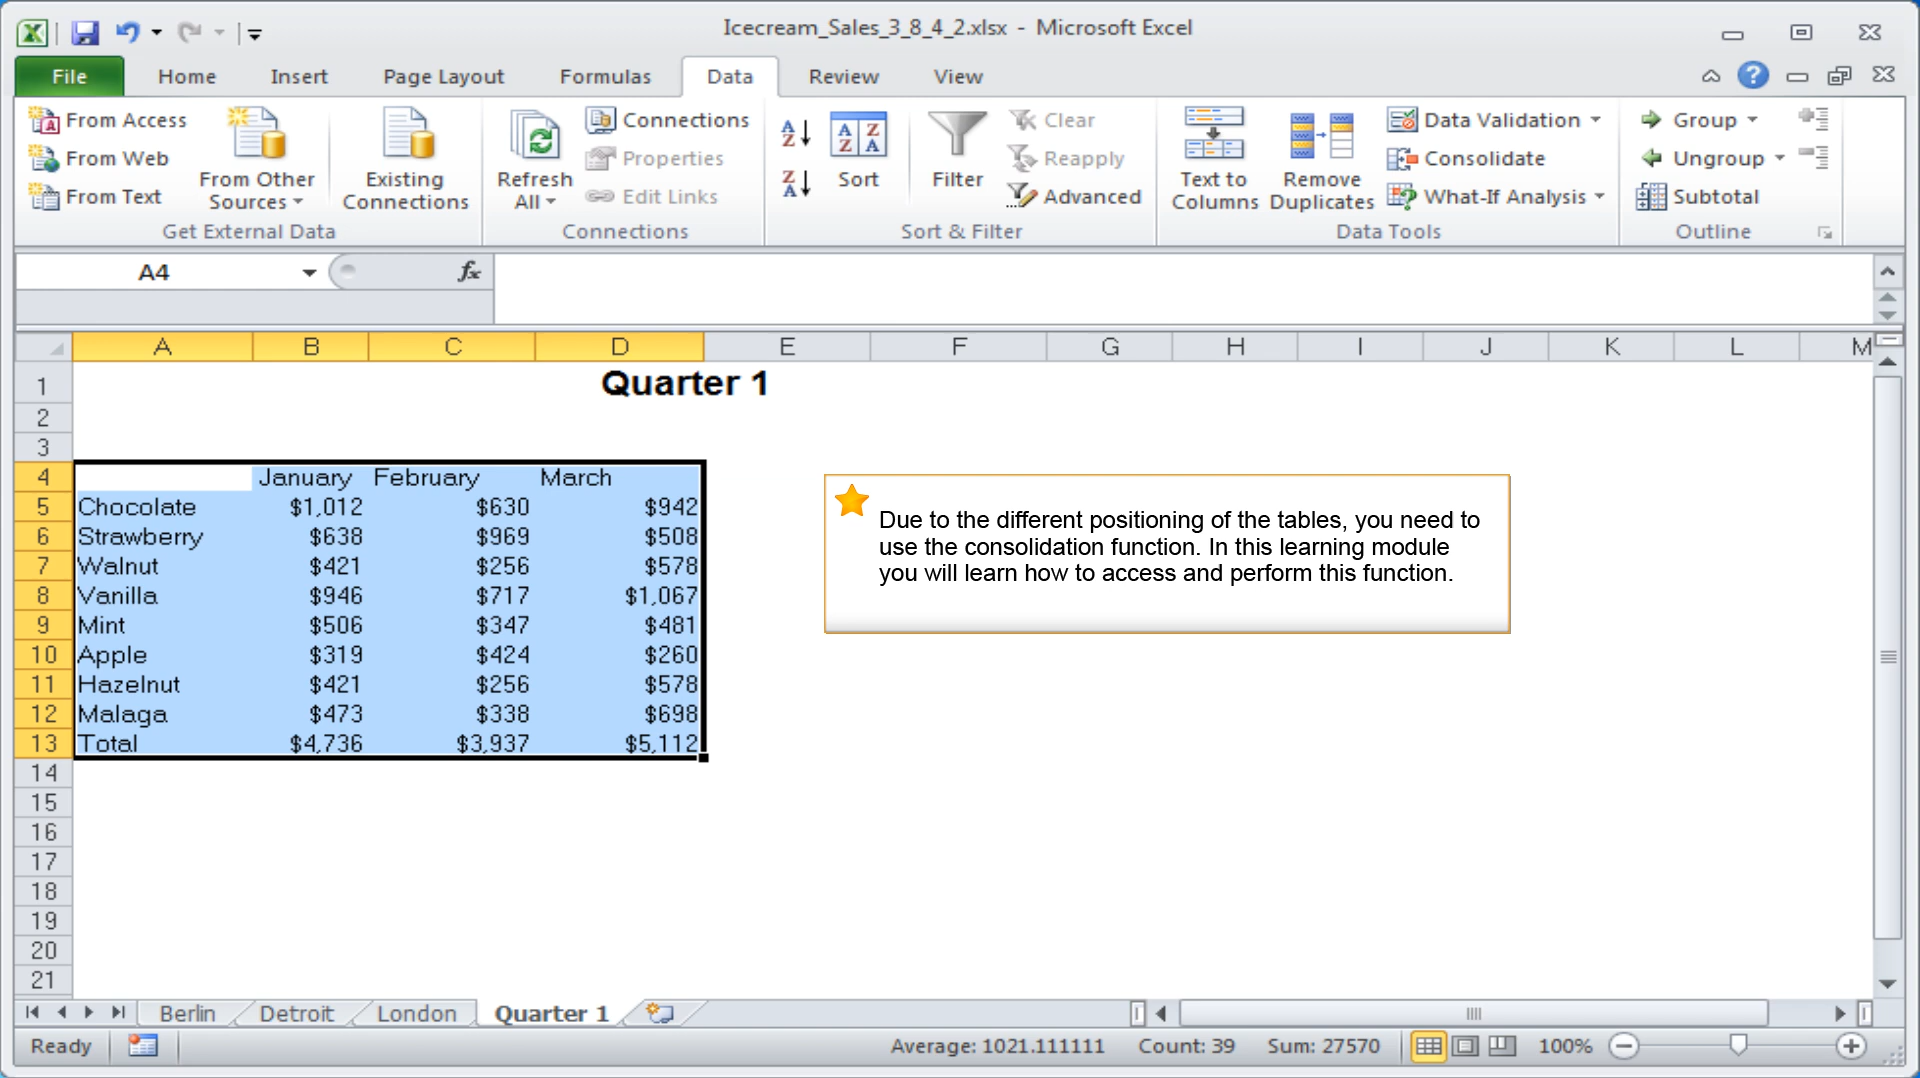 Icecream_Sales_3_8_4_2.xlsx - Microsoft Excel
File Home Insert Page Layout Formulas Data Review View
From Access
From Web
From Text
From Other Sources
Existing Connections
Get External Data
Refresh All
Connections
Properties
Edit Links
Connections
Sort
Filter
Clear
Reapply
Advanced
Sort & Filter
Text to Columns
Remove Duplicates
Data Validation
Consolidate
What-If Analysis
Data Tools
Group
Ungroup
Subtotal
Outline
A4 fx
A B C D E F G H I J K L M
1 Quarter 1
2
3
4 January February March
5 Chocolate $1,012 $630 $942
6 Strawberry $638 $969 $508
7 Walnut $421 $256 $578
8 Vanilla $946 $717 $1,067
9 Mint $506 $347 $481
10 Apple $319 $424 $260
11 Hazelnut $421 $256 $578
12 Malaga $473 $338 $698
13 Total $4,736 $3,937 $5,112
14
15
16
17
18
19
20
21
Due to the different positioning of the tables, you need to
use the consolidation function. In this learning module
you will learn how to access and perform this function.
Berlin Detroit London Quarter 1
Ready Average: 1021.111111 Count: 39 Sum: 27570 100%